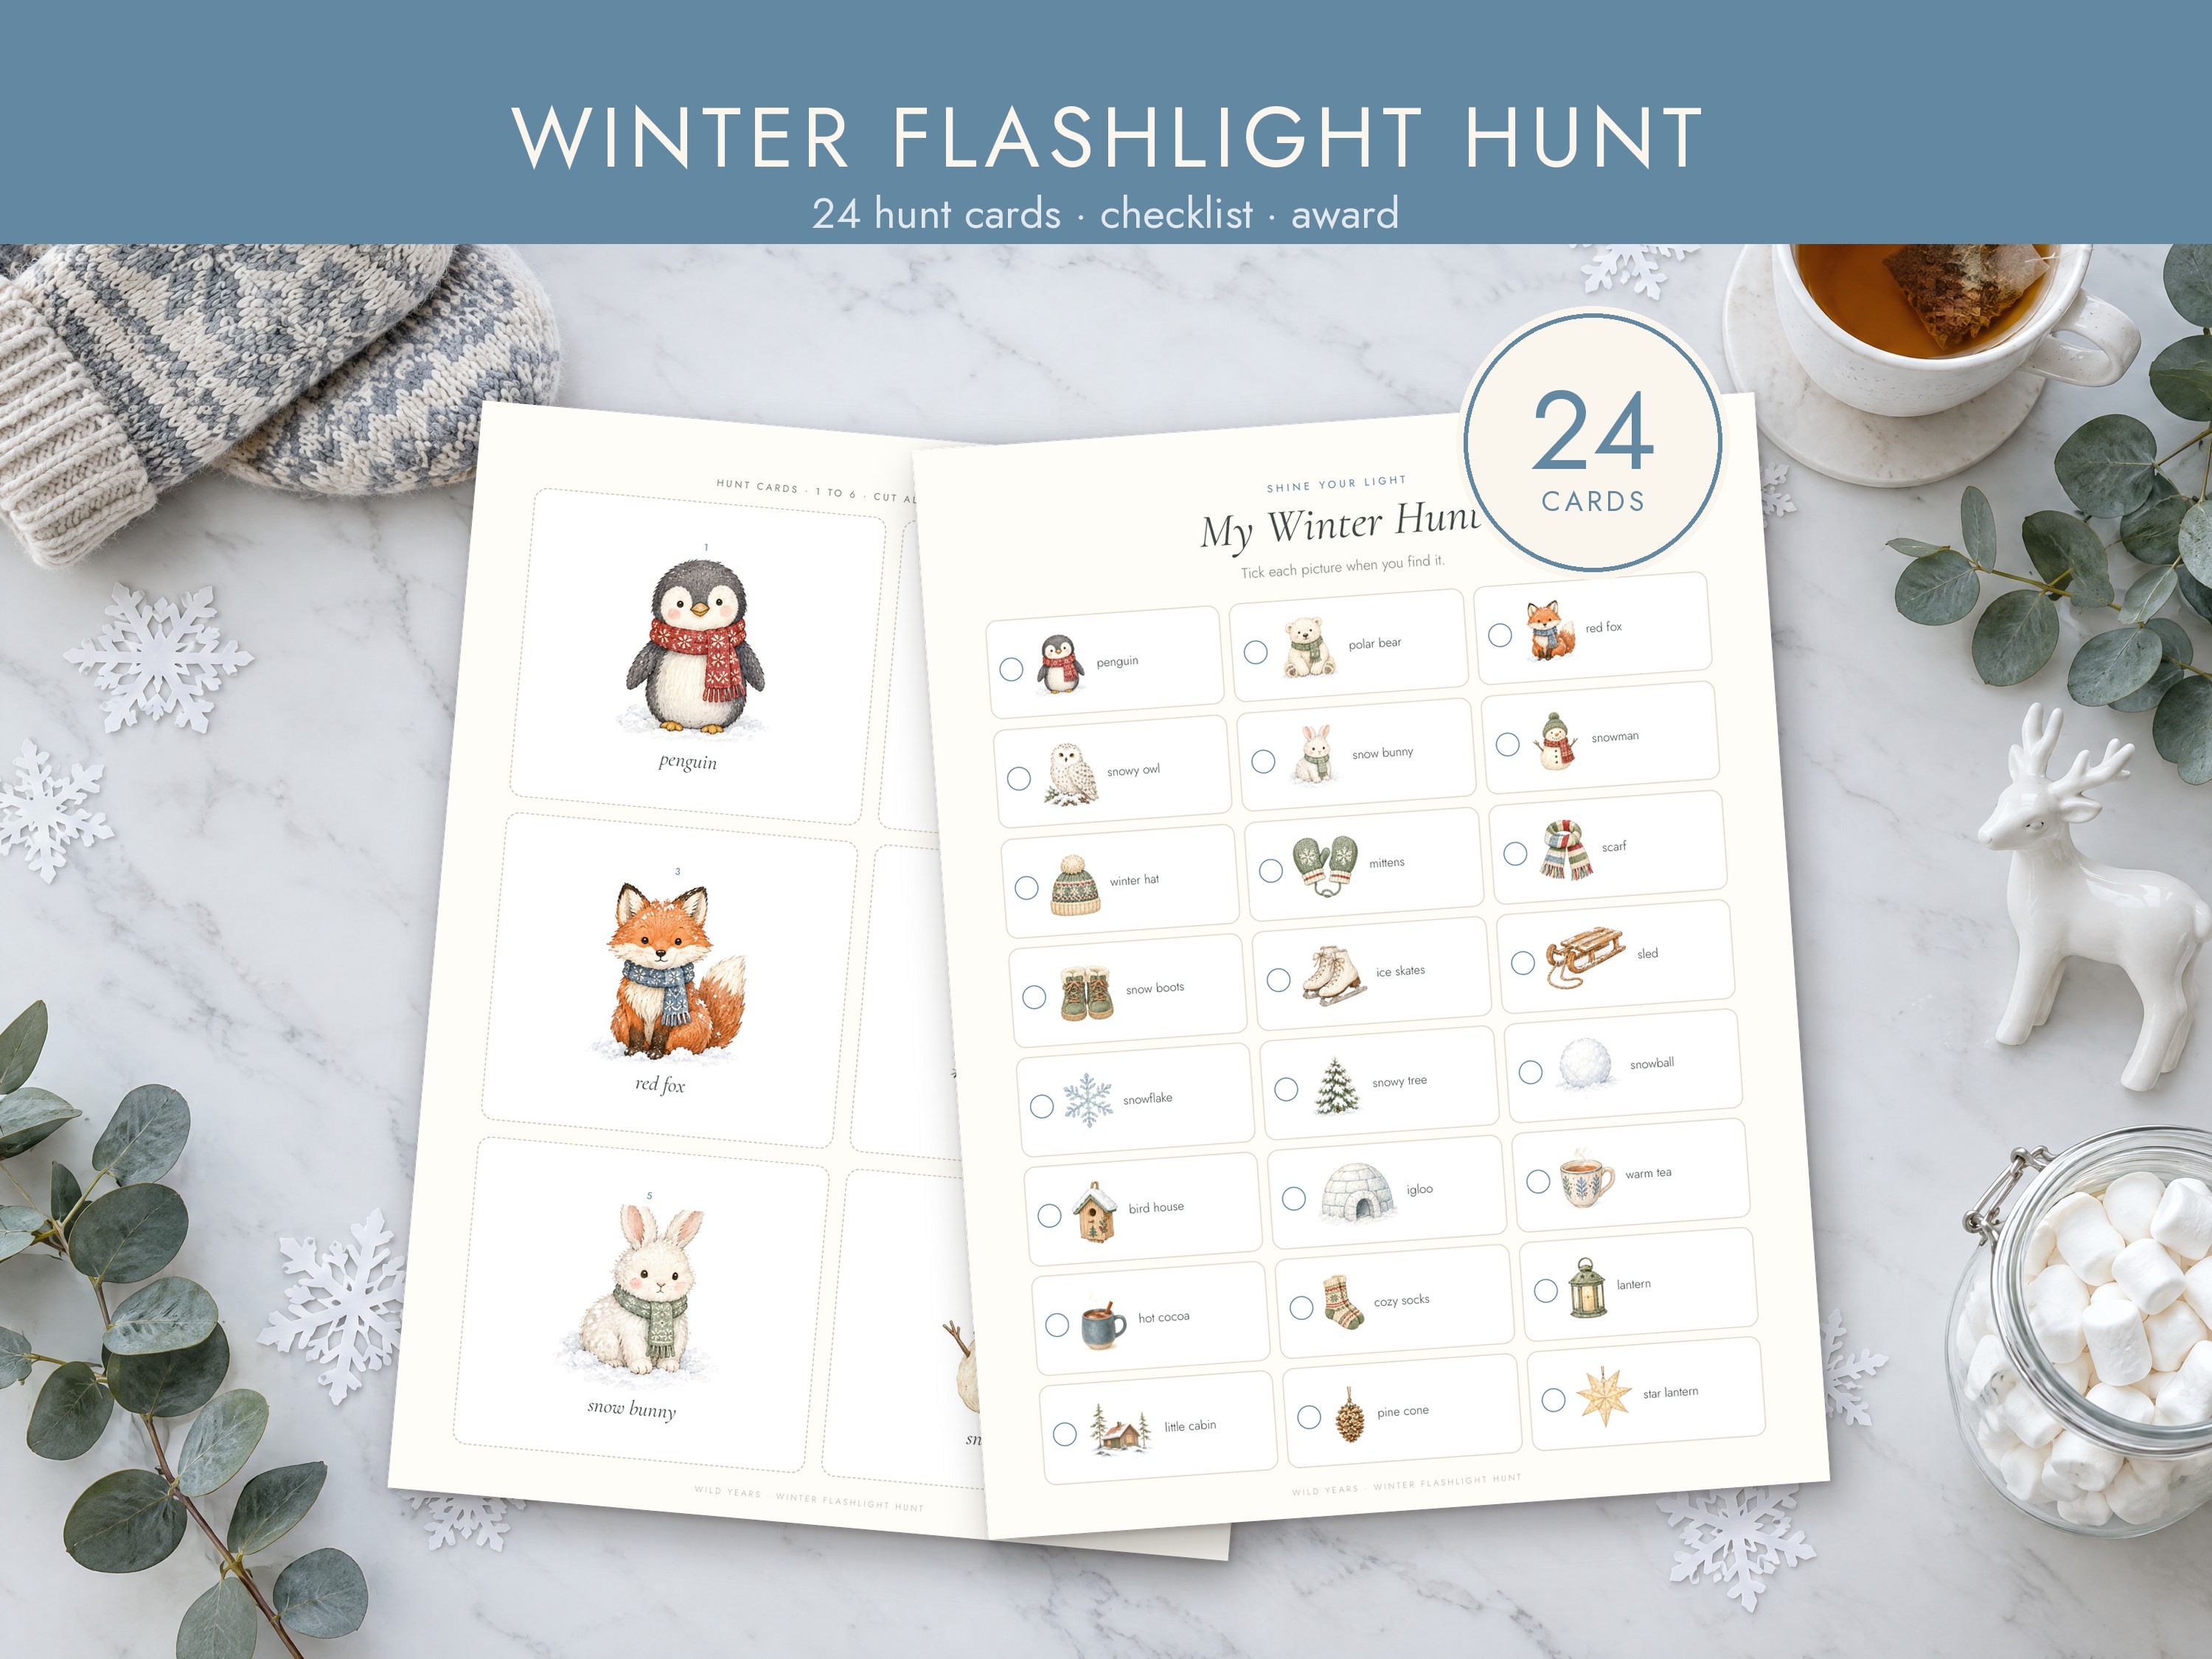 WINTER FLASHLIGHT HUNT
24 hunt cards · checklist · award
24
CARDS
HUNT CARDS · 1 TO 6 · CUT
1
penguin
3
red fox
5
snow bunny
WILD YEARS · WINTER FLASHLIGHT HUNT
SHINE YOUR LIGHT
My Winter Hunt
Tick each picture when you find it.
penguin
polar bear
red fox
snowy owl
snow bunny
snowman
winter hat
mittens
scarf
snow boots
ice skates
sled
snowflake
snowy tree
snowball
bird house
igloo
warm tea
hot cocoa
cozy socks
lantern
little cabin
pine cone
star lantern
WILD YEARS · WINTER FLASHLIGHT HUNT